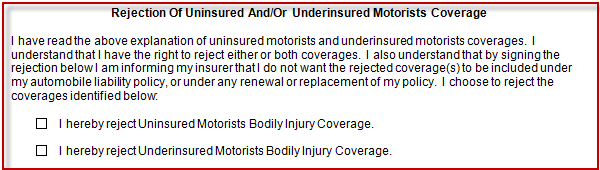 Rejection Of Uninsured And/Or Underinsured Motorists Coverage
I have read the above explanation of uninsured motorists and underinsured motorists coverages. I
understand that I have the right to reject either or both coverages. I also understand that by signing the
rejection below I am informing my insurer that I do not want the rejected coverage(s) to be included under
my automobile liability policy, or under any renewal or replacement of my policy. I choose to reject the
coverages identified below:
I hereby reject Uninsured Motorists Bodily Injury Coverage.
I hereby reject Underinsured Motorists Bodily Injury Coverage.